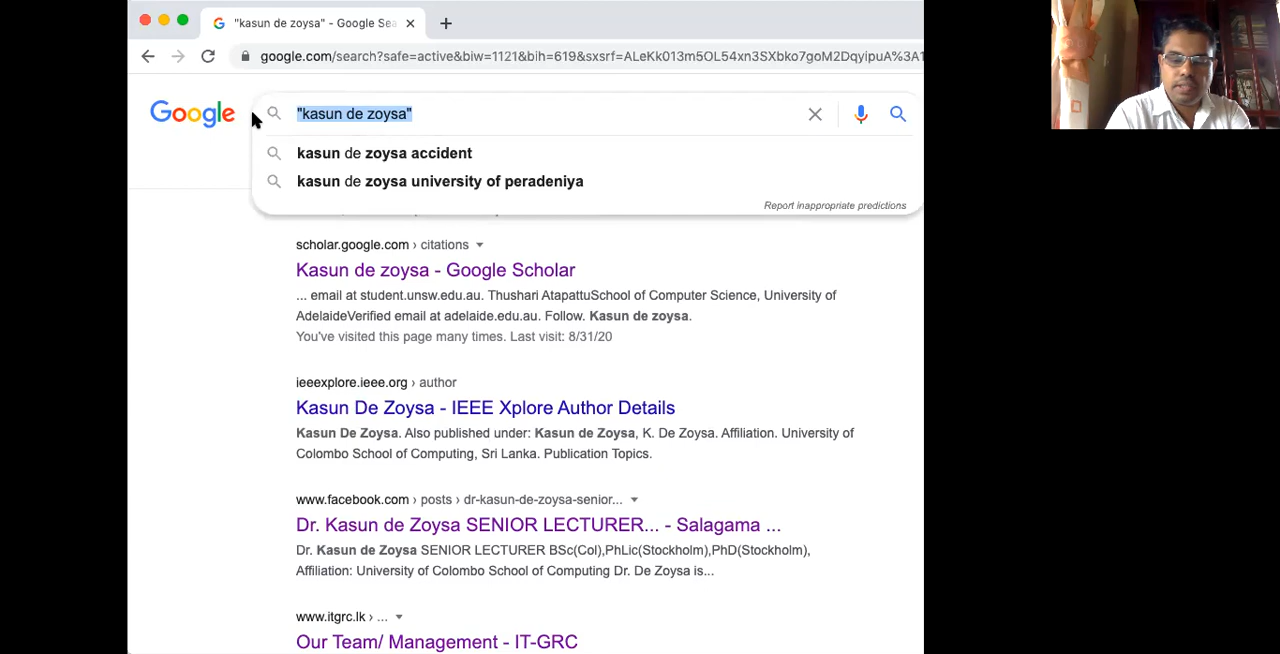 "kasun de zoysa" - Google Sea
google.com/search?safe=active&biw=1121&bih=619&sxsrf=ALeKk013m5OL54xn3SXbko7goM2DqyipuA%3A1
Google
"kasun de zoysa"
kasun de zoysa accident
kasun de zoysa university of peradeniya
Report inappropriate predictions
scholar.google.com › citations
Kasun de zoysa - Google Scholar
... email at student.unsw.edu.au. Thushari AtapattuSchool of Computer Science, University of
AdelaideVerified email at adelaide.edu.au. Follow. Kasun de zoysa.
You've visited this page many times. Last visit: 8/31/20
ieeexplore.ieee.org › author
Kasun De Zoysa - IEEE Xplore Author Details
Kasun De Zoysa. Also published under: Kasun de Zoysa, K. De Zoysa. Affiliation. University of
Colombo School of Computing, Sri Lanka. Publication Topics.
www.facebook.com › posts › dr-kasun-de-zoysa-senior...
Dr. Kasun de Zoysa SENIOR LECTURER... - Salagama ...
Dr. Kasun de Zoysa SENIOR LECTURER BSc(Col),PhLic(Stockholm),PhD(Stockholm),
Affiliation: University of Colombo School of Computing Dr. De Zoysa is...
www.itgrc.lk › ...
Our Team/ Management - IT-GRC